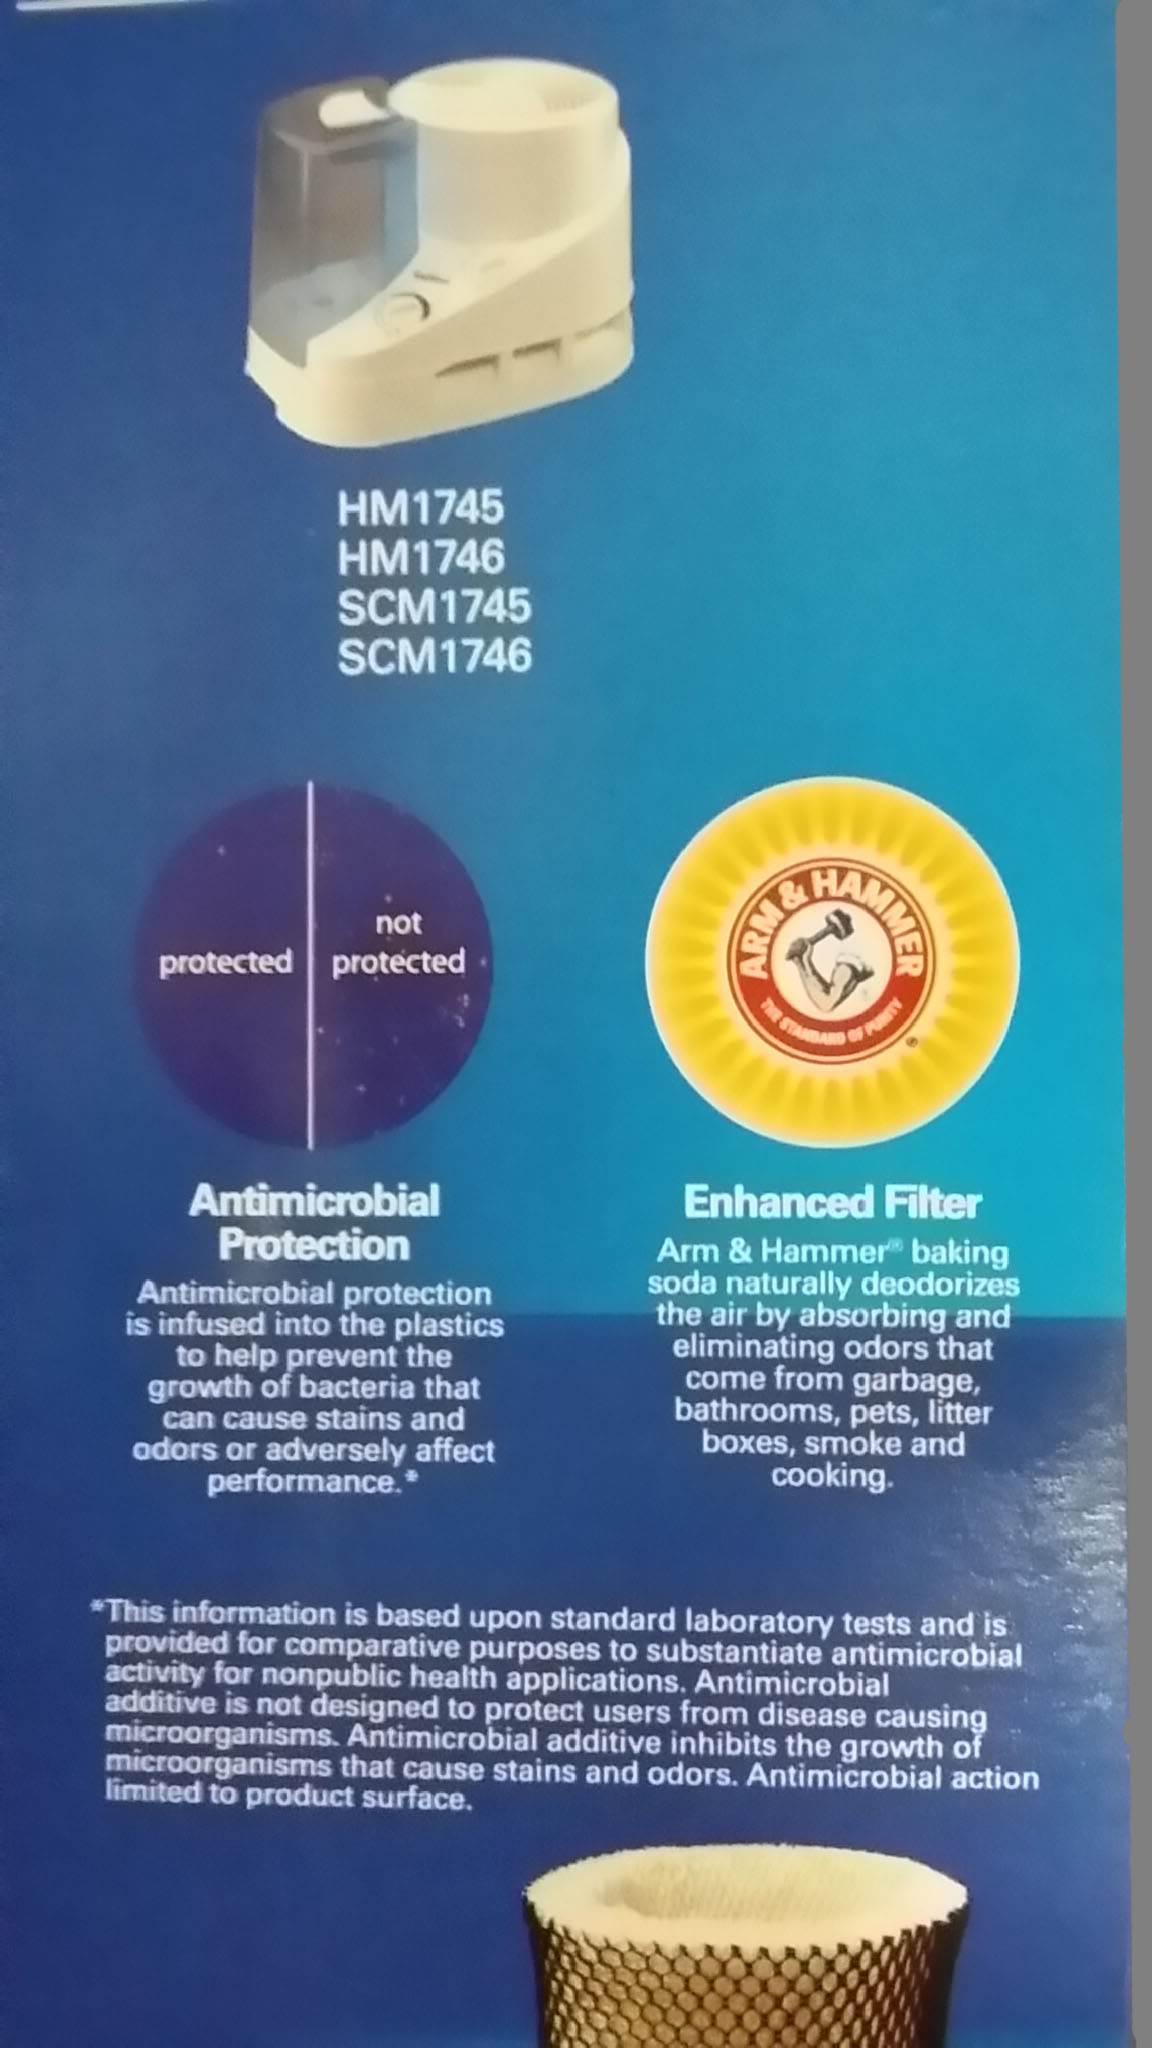 HM1745
HM1746
SCM1745
SCM1746
protected
not
protected
ARM & HAMMER
THE STANDARD OF PURITY
®
Antimicrobial
Protection
Antimicrobial protection
is infused into the plastics
to help prevent the
growth of bacteria that
can cause stains and
odors or adversely affect
performance.*
Enhanced Filter
Arm & Hammer® baking
soda naturally deodorizes
the air by absorbing and
eliminating odors that
come from garbage,
bathrooms, pets, litter
boxes, smoke and
cooking.
*This information is based upon standard laboratory tests and is
provided for comparative purposes to substantiate antimicrobial
activity for nonpublic health applications. Antimicrobial
additive is not designed to protect users from disease causing
microorganisms. Antimicrobial additive inhibits the growth of
microorganisms that cause stains and odors. Antimicrobial action
limited to product surface.